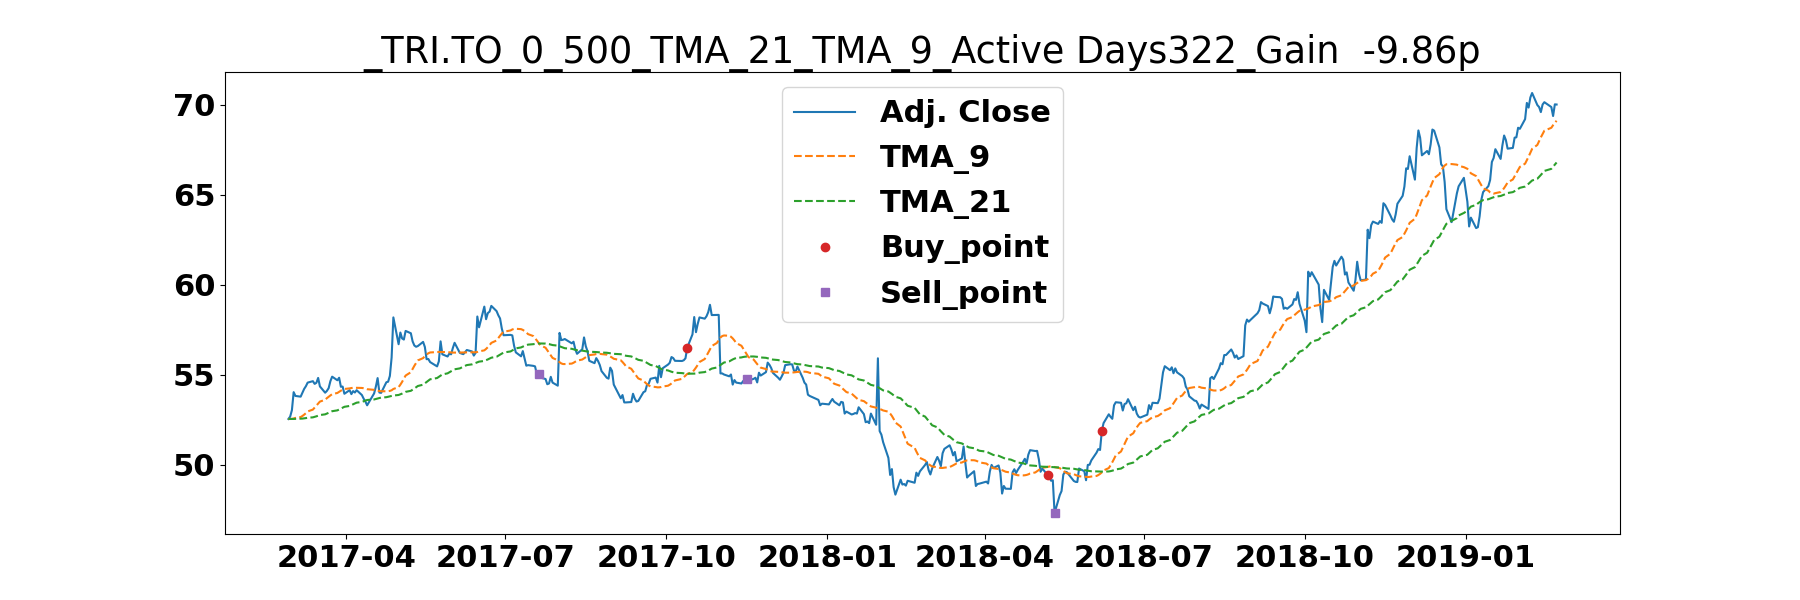 _TRI.TO_0_500_TMA_21_TMA_9_Active Days322_Gain  -9.86p
Adj. Close
TMA_9
TMA_21
Buy_point
Sell_point
70
65
60
55
50
2017-04 2017-07 2017-10 2018-01 2018-04 2018-07 2018-10 2019-01